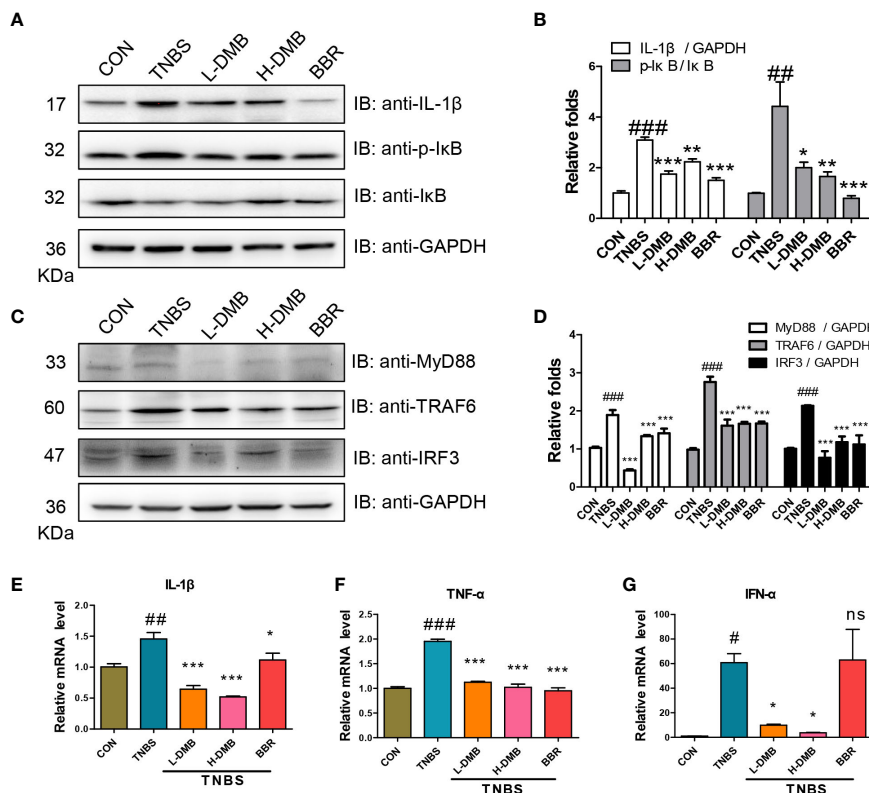 A
CON TNBS L-DMB H-DMB BBR
17 IB: anti-IL-1β
32 IB: anti-p-IκB
32 IB: anti-IκB
36 IB: anti-GAPDH
KDa
B
IL-1β / GAPDH
p-Iκ B/Iκ B
Relative folds
8
6
4
2
0
### *** ** *** ## * ** ***
CON TNBS L-DMB H-DMB BBR CON TNBS L-DMB H-DMB BBR
C
CON TNBS L-DMB H-DMB BBR
33 IB: anti-MyD88
60 IB: anti-TRAF6
47 IB: anti-IRF3
36 IB: anti-GAPDH
KDa
D
MyD88 / GAPDH
TRAF6 / GAPDH
IRF3 / GAPDH
Relative folds
4
3
2
1
0
### *** *** *** ### *** *** *** ### *** *** ***
CON TNBS L-DMB H-DMB BBR CON TNBS L-DMB H-DMB BBR CON TNBS L-DMB H-DMB BBR
E
IL-1β
Relative mRNA level
2.0
1.5
1.0
0.5
0.0
## *** *** *
CON TNBS L-DMB H-DMB BBR
TNBS
F
TNF-α
Relative mRNA level
2.5
2.0
1.5
1.0
0.5
0.0
### *** *** ***
CON TNBS L-DMB H-DMB BBR
TNBS
G
IFN-α
Relative mRNA level
100
80
60
40
20
0
# * * ns
CON TNBS L-DMB H-DMB BBR
TNBS